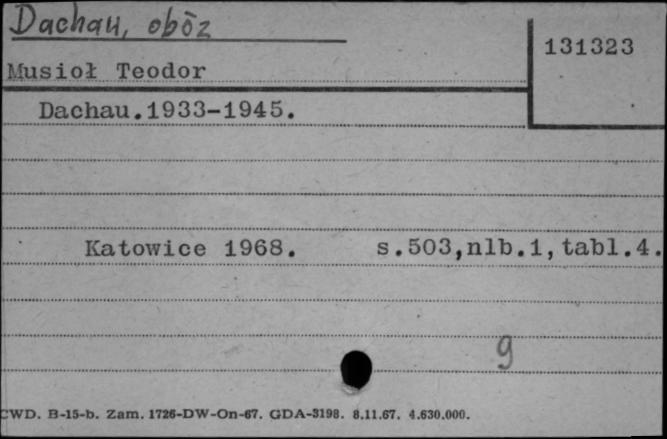 Dachau, obóz
131323
Musioł Teodor
Dachau.1933-1945.
Katowice 1968. s.503,nlb.1,tabl.4.
9
CWD. B-15-b. Zam. 1726-DW-On-67. GDA-3198. 8.11.67. 4.630.000.